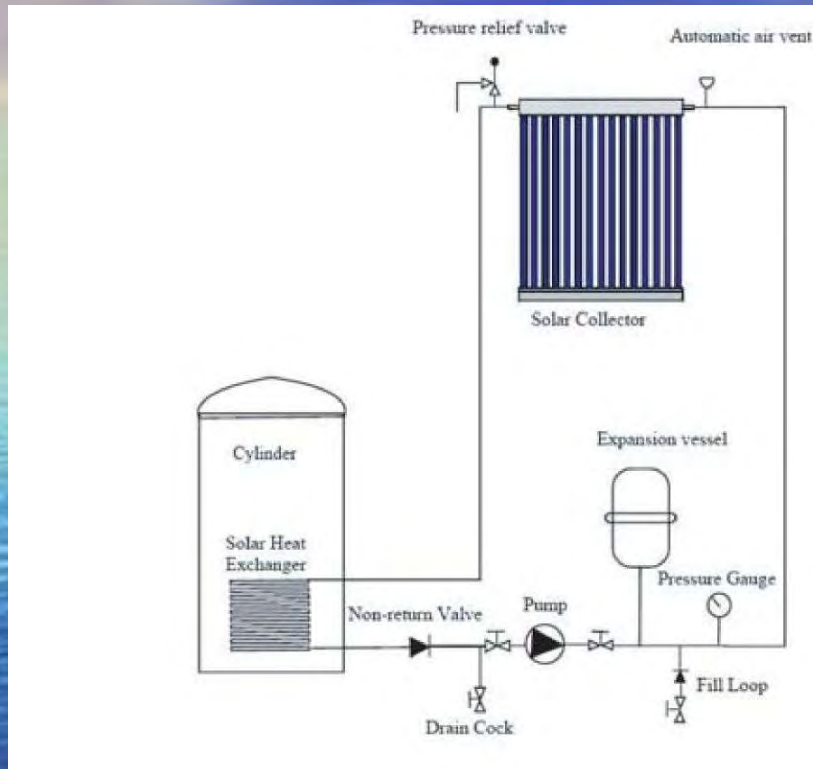 Pressure relief valve
Automatic air vent
Solar Collector
Expansion vessel
Cylinder
Solar Heat
Exchanger
Pressure Gauge
Pump
Non-return Valve
Fill Loop
Drain Cock